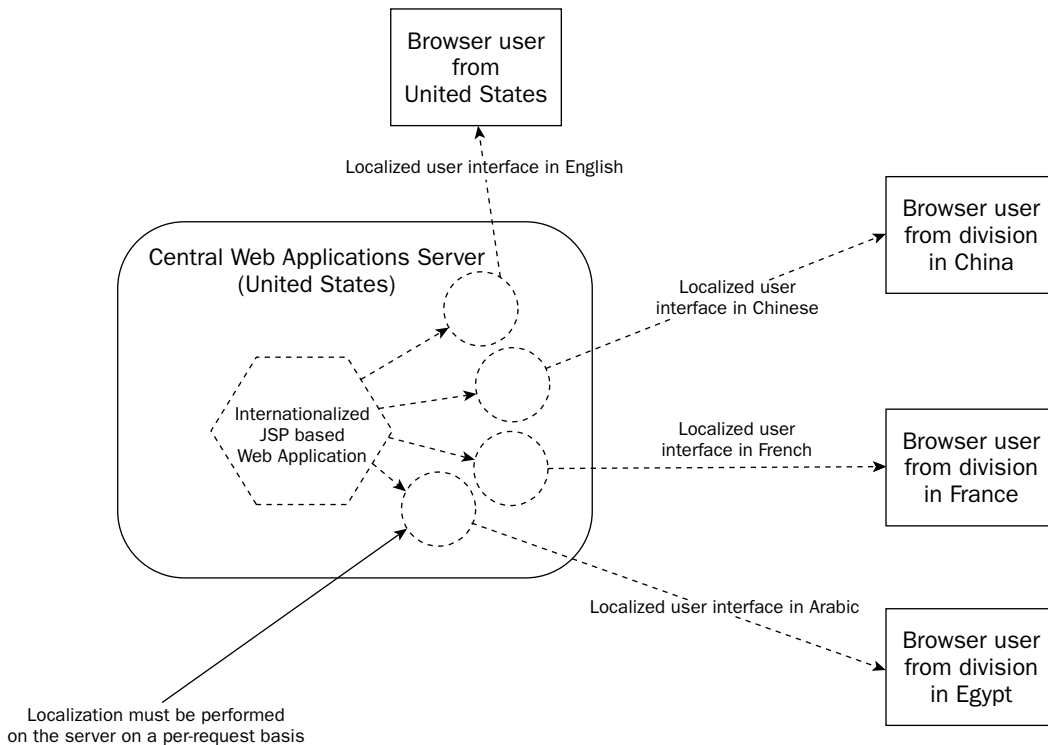 Browser user
from
United States
Localized user interface in English
Central Web Applications Server
(United States)
Browser user
from division
in China
Localized user
interface in Chinese
Internationalized
JSP based
Web Application
Localized user
interface in French
Browser user
from division
in France
Localized user interface in Arabic
Browser user
from division
in Egypt
Localization must be performed
on the server on a per-request basis